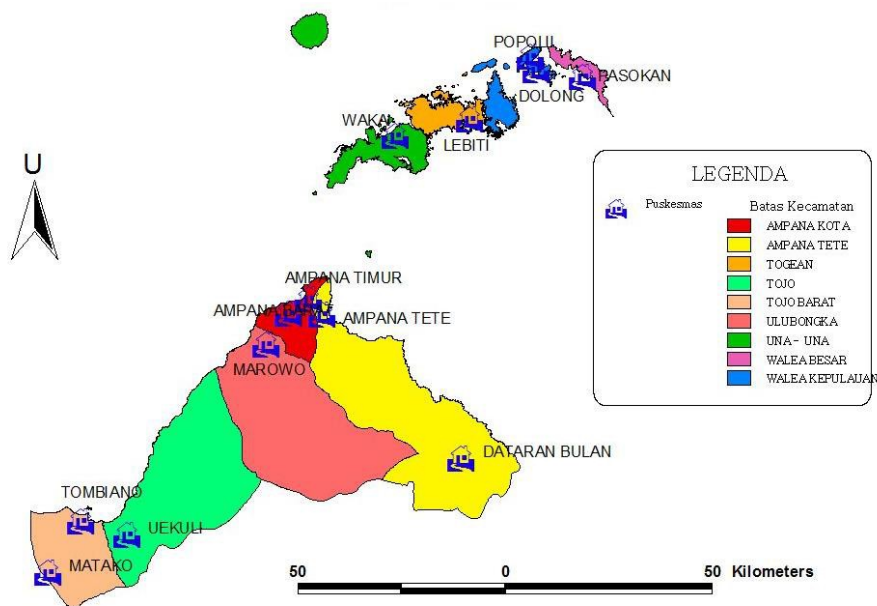 POPOLII
PASOKAN
DOLONG
WAKAI
LEBITI
U
LEGENDA
Puskesmas
Batas Kecamatan
AMPANA KOTA
AMPANA TETE
TOGEAN
TOJO
TOJO BARAT
ULUBONGKA
UNA - UNA
WALEA BESAR
WALEA KEPULAUAN
AMPANA TIMUR
AMPANA BARAT
AMPANA TETE
MAROWO
DATARAN BULAN
TOMBIANO
UEKULI
MATAKO
50 0 50 Kilometers